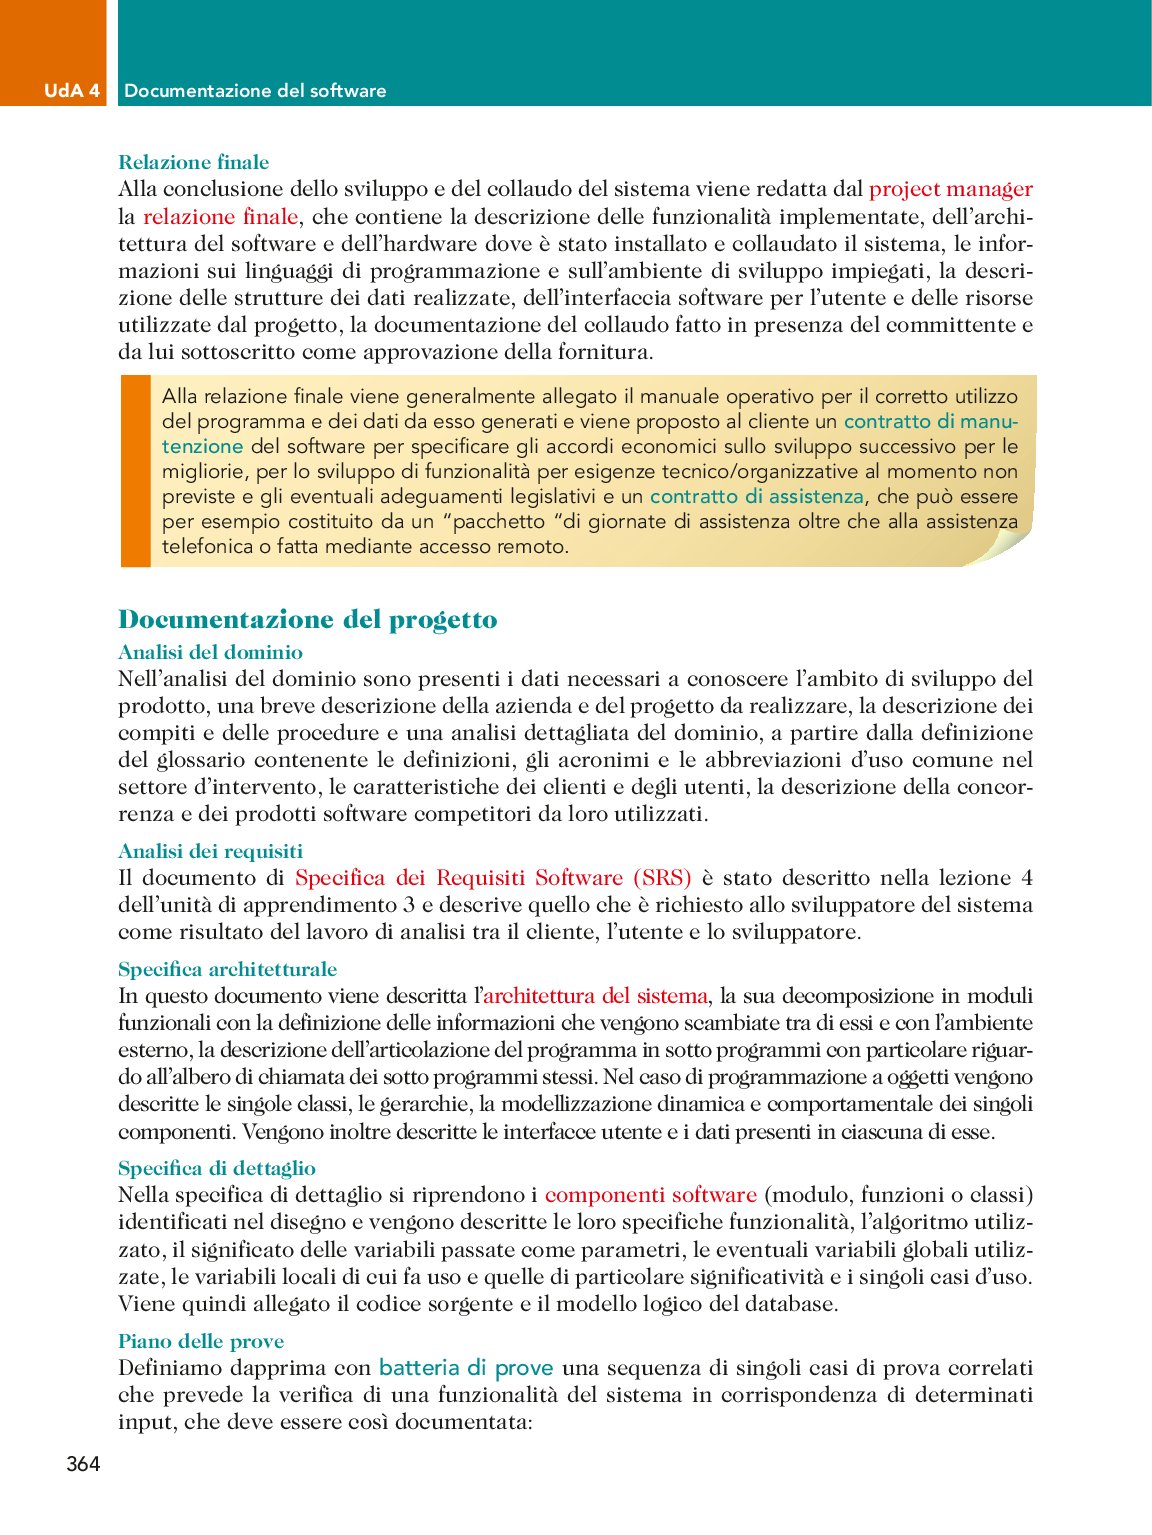 UdA 4 Documentazione del software
Relazione finale
Alla conclusione dello sviluppo e del collaudo del sistema viene redatta dal project manager
la relazione finale, che contiene la descrizione delle funzionalità implementate, dell'archi-
tettura del software e dell'hardware dove è stato installato e collaudato il sistema, le infor-
mazioni sui linguaggi di programmazione e sull'ambiente di sviluppo impiegati, la descri-
zione delle strutture dei dati realizzate, dell'interfaccia software per l'utente e delle risorse
utilizzate dal progetto, la documentazione del collaudo fatto in presenza del committente e
da lui sottoscritto come approvazione della fornitura.
Alla relazione finale viene generalmente allegato il manuale operativo per il corretto utilizzo
del programma e dei dati da esso generati e viene proposto al cliente un contratto di manu-
tenzione del software per specificare gli accordi economici sullo sviluppo successivo per le
migliorie, per lo sviluppo di funzionalità per esigenze tecnico/organizzative al momento non
previste e gli eventuali adeguamenti legislativi e un contratto di assistenza, che può essere
per esempio costituito da un “pacchetto “di giornate di assistenza oltre che alla assistenza
telefonica o fatta mediante accesso remoto.
Documentazione del progetto
Analisi del dominio
Nell'analisi del dominio sono presenti i dati necessari a conoscere l'ambito di sviluppo del
prodotto, una breve descrizione della azienda e del progetto da realizzare, la descrizione dei
compiti e delle procedure e una analisi dettagliata del dominio, a partire dalla definizione
del glossario contenente le definizioni, gli acronimi e le abbreviazioni d'uso comune nel
settore d'intervento, le caratteristiche dei clienti e degli utenti, la descrizione della concor-
renza e dei prodotti software competitori da loro utilizzati.
Analisi dei requisiti
Il documento di Specifica dei Requisiti Software (SRS) è stato descritto nella lezione 4
dell'unità di apprendimento 3 e descrive quello che è richiesto allo sviluppatore del sistema
come risultato del lavoro di analisi tra il cliente, l'utente e lo sviluppatore.
Specifica architetturale
In questo documento viene descritta l'architettura del sistema, la sua decomposizione in moduli
funzionali con la definizione delle informazioni che vengono scambiate tra di essi e con l'ambiente
esterno, la descrizione dell'articolazione del programma in sotto programmi con particolare riguar-
do all'albero di chiamata dei sotto programmi stessi. Nel caso di programmazione a oggetti vengono
descritte le singole classi, le gerarchie, la modellizzazione dinamica e comportamentale dei singoli
componenti. Vengono inoltre descritte le interfacce utente e i dati presenti in ciascuna di esse.
Specifica di dettaglio
Nella specifica di dettaglio si riprendono i componenti software (modulo, funzioni o classi)
identificati nel disegno e vengono descritte le loro specifiche funzionalità, l'algoritmo utiliz-
zato, il significato delle variabili passate come parametri, le eventuali variabili globali utiliz-
zate, le variabili locali di cui fa uso e quelle di particolare significatività e i singoli casi d'uso.
Viene quindi allegato il codice sorgente e il modello logico del database.
Piano delle prove
Definiamo dapprima con batteria di prove una sequenza di singoli casi di prova correlati
che prevede la verifica di una funzionalità del sistema in corrispondenza di determinati
input, che deve essere così documentata:
364